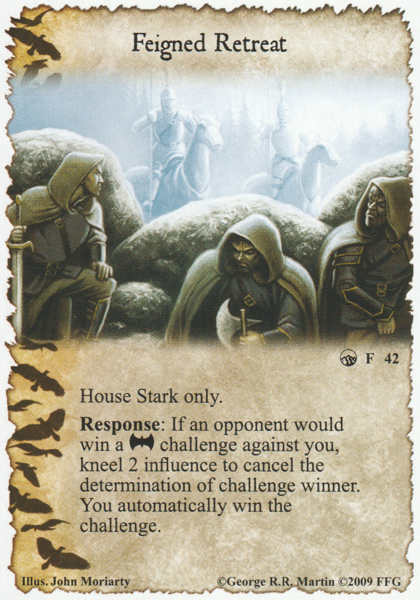 Feigned Retreat
F 42
House Stark only.
Response: If an opponent would
win a challenge against you,
kneel 2 influence to cancel the
determination of challenge winner.
You automatically win the
challenge.
Illus. John Moriarty ©George R.R. Martin ©2009 FFG